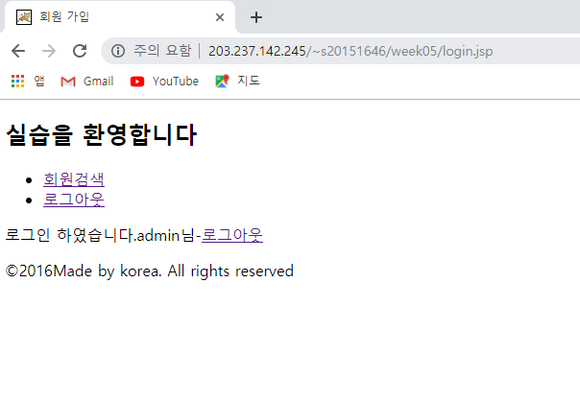 회원 가입
주의 요함 | 203.237.142.245/~s20151646/week05/login.jsp
앱 Gmail YouTube 지도
실습을 환영합니다
회원검색
로그아웃
로그인 하였습니다.admin님-로그아웃
©2016Made by korea. All rights reserved